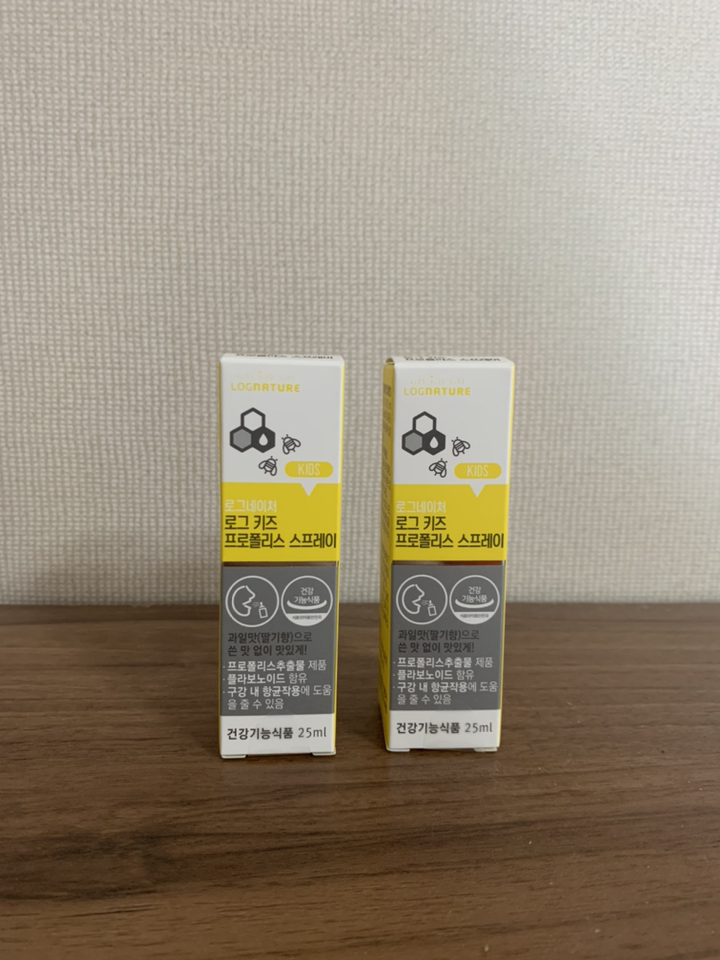 LOGNATURE
KIDS
로그네이처
로그 키즈
프로폴리스 스프레이
건강
기능식품
과일맛(딸기향)으로
쓴 맛 없이 맛있게!
· 프로폴리스추출물 제품
· 플라보노이드 함유
· 구강 내 항균작용에 도움
을 줄 수 있음
건강기능식품 25ml
LOGNATURE
KIDS
로그네이처
로그 키즈
프로폴리스 스프레이
건강
기능식품
과일맛(딸기향)으로
쓴 맛 없이 맛있게!
· 프로폴리스추출물 제품
· 플라보노이드 함유
· 구강 내 항균작용에 도움
을 줄 수 있음
건강기능식품 25ml